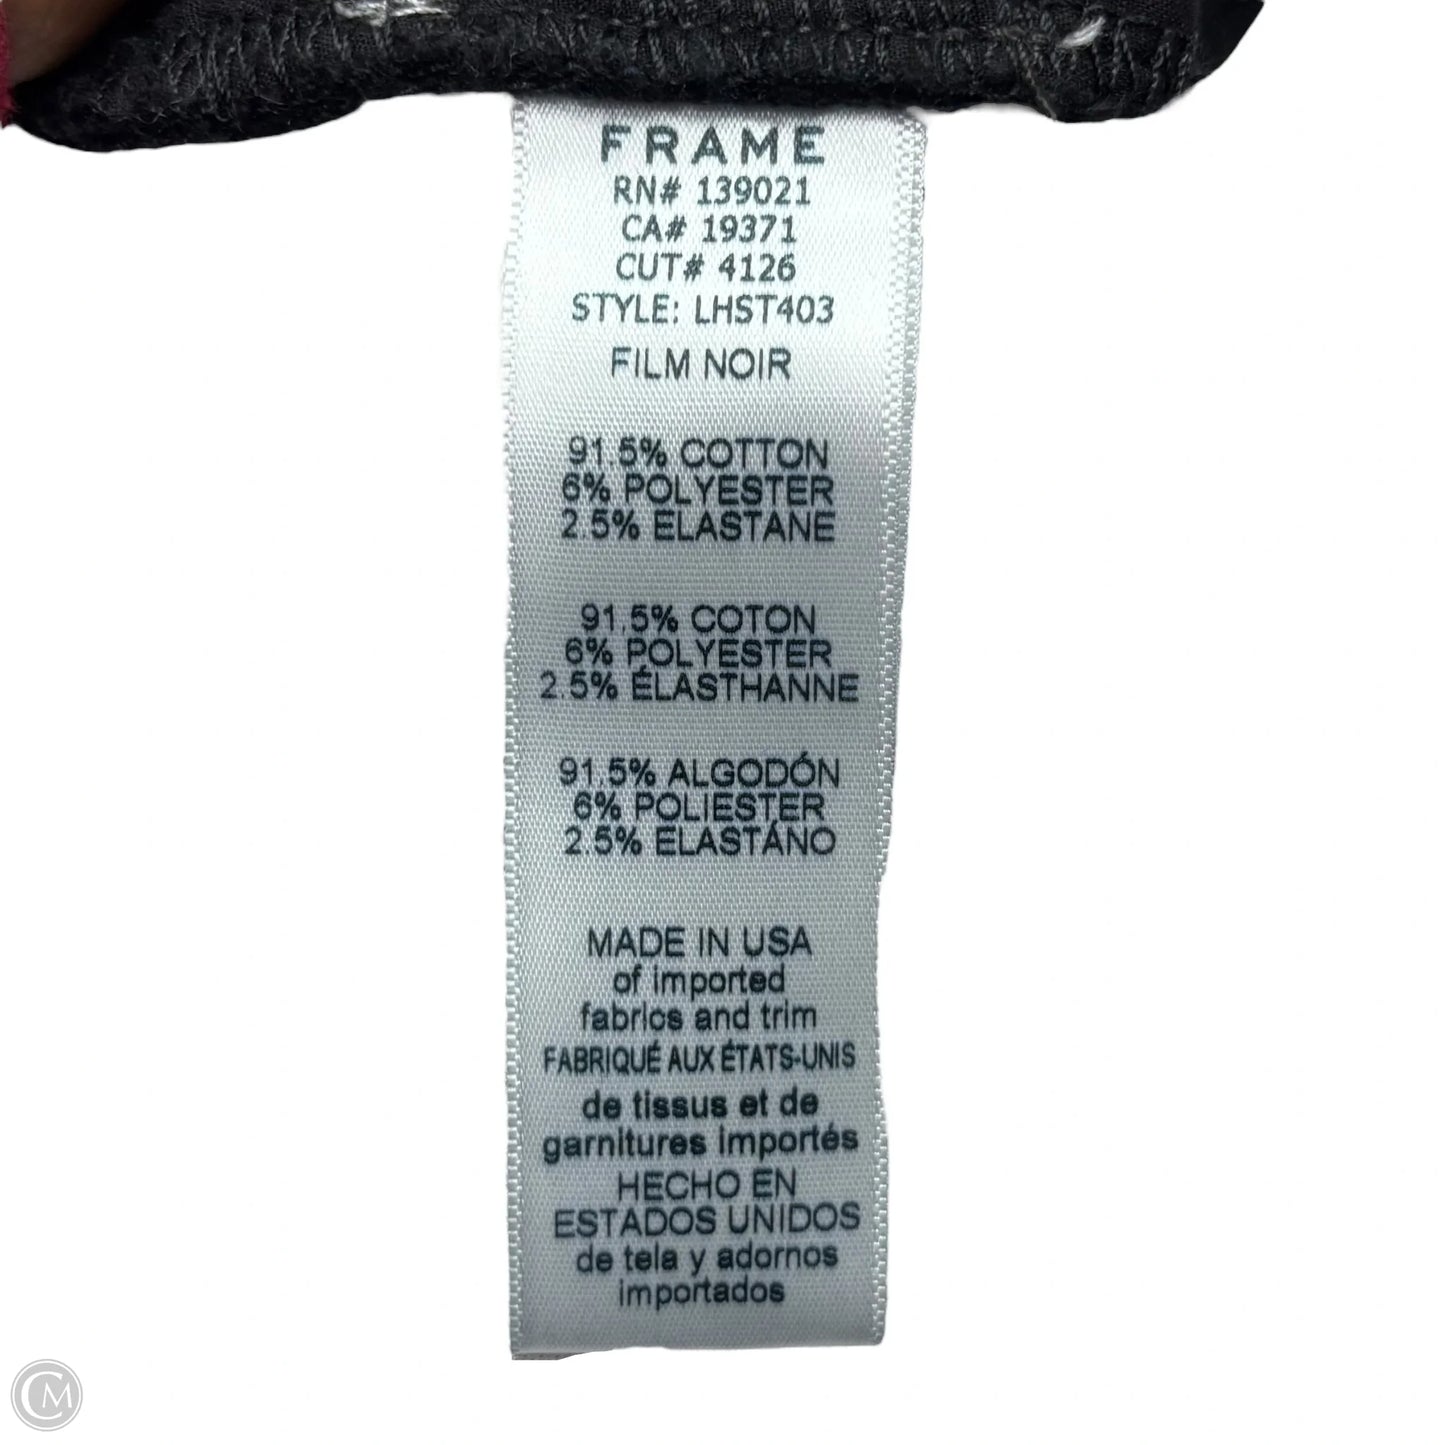 FRAME
RN# 139021
CA# 19371
CUT# 4126
STYLE: LHST403
FILM NOIR
91.5% COTTON
6% POLYESTER
2.5% ELASTANE
91.5% COTON
6% POLYESTER
2.5% ÉLASTHANNE
91.5% ALGODÓN
6% POLIESTER
2.5% ELASTÁNO
MADE IN USA
of imported
fabrics and trim
FABRIQUÉ AUX ÉTATS-UNIS
de tissus et de
garnitures importés
HECHO EN
ESTADOS UNIDOS
de tela y adornos
importados
CM